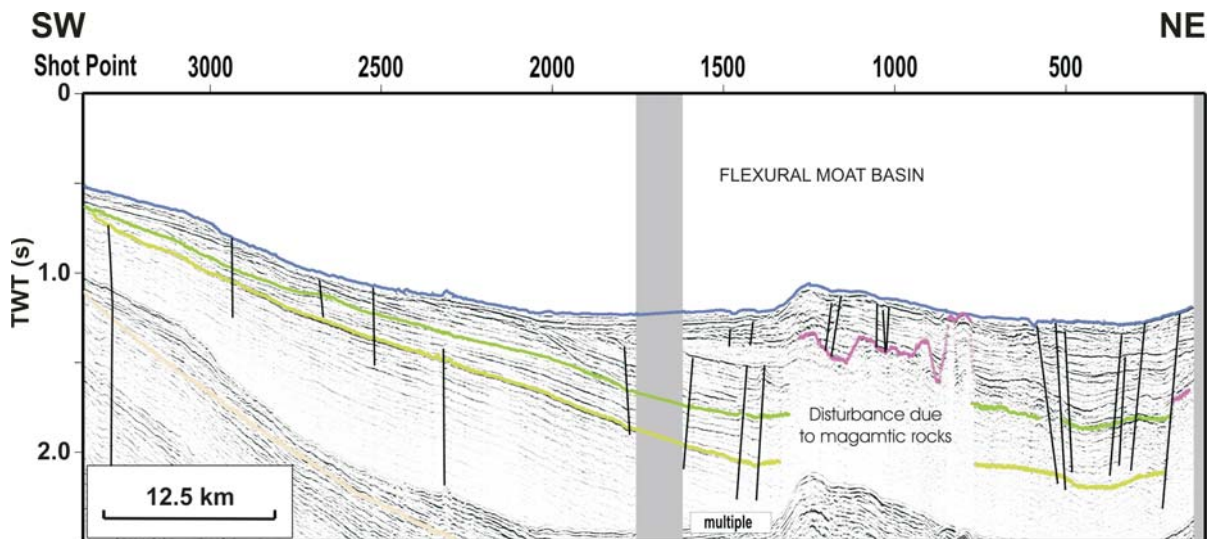 SW NE
Shot Point 3000 2500 2000 1500 1000 500
0
FLEXURAL MOAT BASIN
1.0
TWT (s)
Disturbance due
to magamtic rocks
2.0
12.5 km
multiple